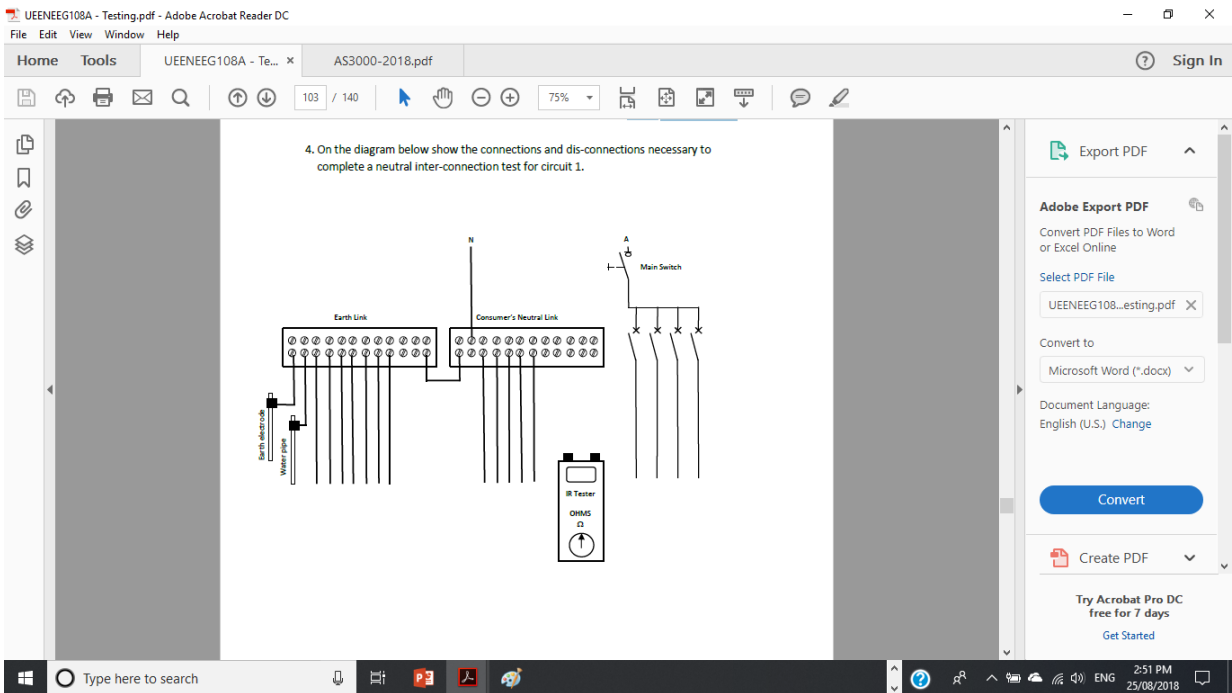 UEENEEG108A - Testing.pdf - Adobe Acrobat Reader DC
File Edit View Window Help
Home Tools UEENEEG108A - Te... × AS3000-2018.pdf ? Sign In
103 / 140 75%
4. On the diagram below show the connections and dis-connections necessary to
complete a neutral inter-connection test for circuit 1.
N A
Main Switch
Earth Link Consumer's Neutral Link
Earth electrode
Water pipe
IR Tester
OHMS
Ω
Export PDF
Adobe Export PDF
Convert PDF Files to Word
or Excel Online
Select PDF File
UEENEEG108...esting.pdf
Convert to
Microsoft Word (*.docx)
Document Language:
English (U.S.) Change
Convert
Create PDF
Try Acrobat Pro DC
free for 7 days
Get Started
Type here to search
ENG
2:51 PM
25/08/2018